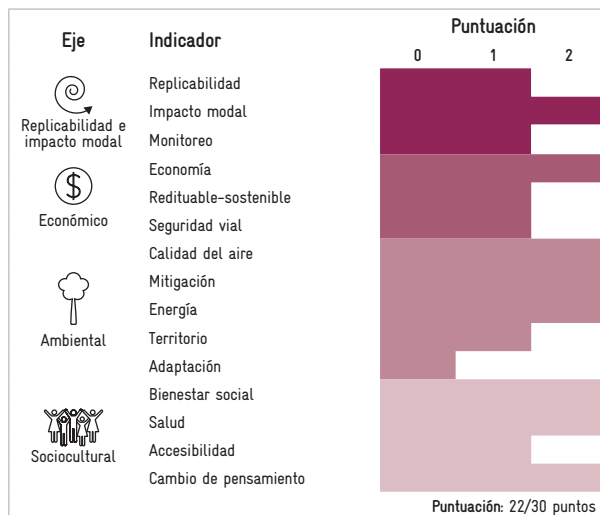 Eje
Indicador
Puntuación
0 1 2
Replicabilidad e
impacto modal
Replicabilidad
Impacto modal
Monitoreo
$
Económico
Economía
Redituable-sostenible
Seguridad vial
Ambiental
Calidad del aire
Mitigación
Energía
Territorio
Adaptación
Sociocultural
Bienestar social
Salud
Accesibilidad
Cambio de pensamiento
Puntuación: 22/30 puntos